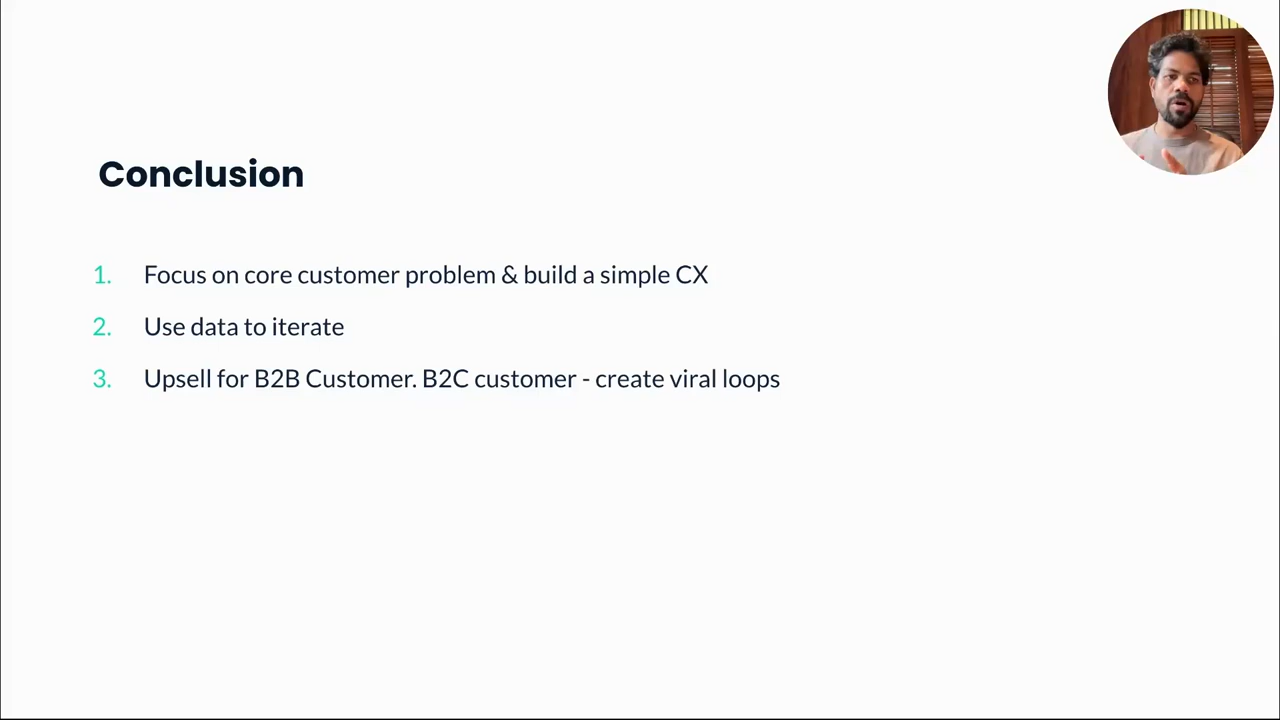 Conclusion
1. Focus on core customer problem & build a simple CX
2. Use data to iterate
3. Upsell for B2B Customer. B2C customer - create viral loops